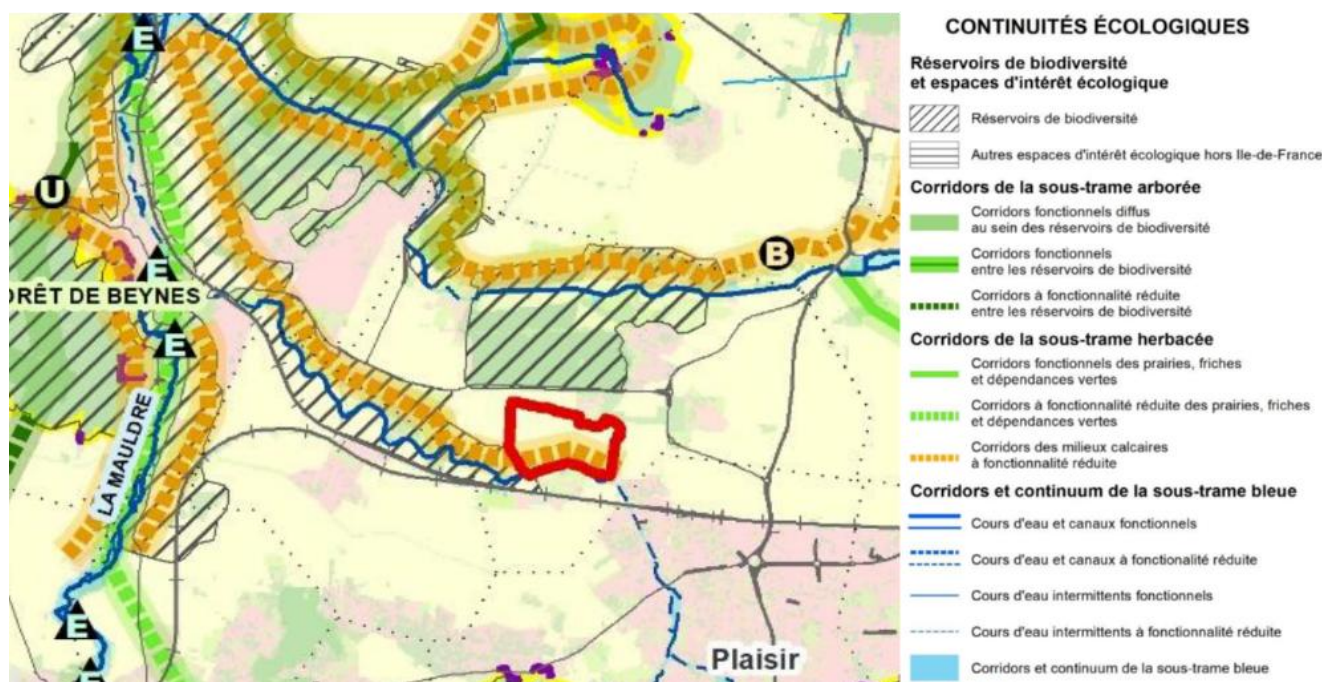 E
U
E
ORÊT DE BEYNES
E
LA MAULDRE
E
E
B
Plaisir
CONTINUITÉS ÉCOLOGIQUES
Réservoirs de biodiversité
et espaces d'intérêt écologique
Réservoirs de biodiversité
Autres espaces d'intérêt écologique hors Ile-de-France
Corridors de la sous-trame arborée
Corridors fonctionnels diffus
au sein des réservoirs de biodiversité
Corridors fonctionnels
entre les réservoirs de biodiversité
Corridors à fonctionnalité réduite
entre les réservoirs de biodiversité
Corridors de la sous-trame herbacée
Corridors fonctionnels des prairies, friches
et dépendances vertes
Corridors à fonctionnalité réduite des prairies, friches
et dépendances vertes
Corridors des milieux calcaires
à fonctionnalité réduite
Corridors et continuum de la sous-trame bleue
Cours d'eau et canaux fonctionnels
Cours d'eau et canaux à fonctionalité réduite
Cours d'eau intermittents fonctionnels
Cours d'eau intermittents à fonctionnalité réduite
Corridors et continuum de la sous-trame bleue